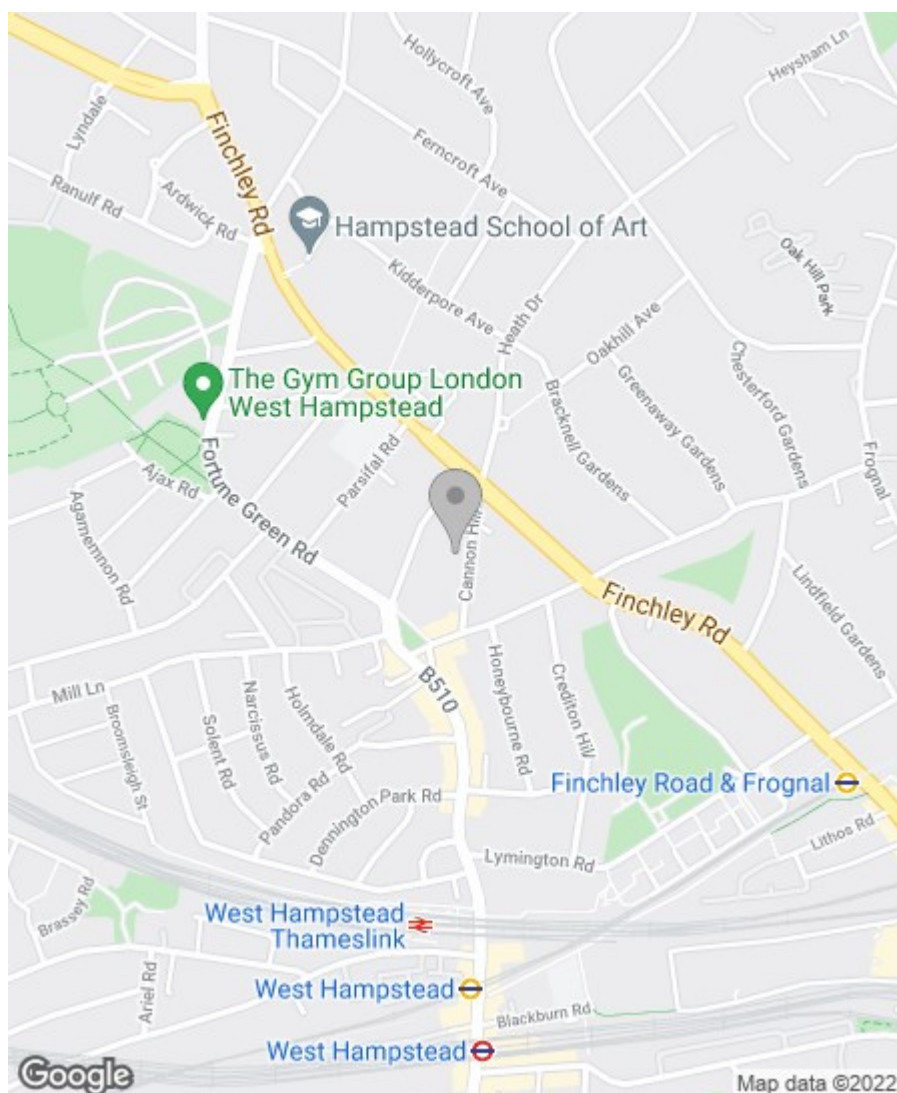 Hollycroft Ave
Heysham Ln
Lyndale
Finchley Rd
Ferncroft Ave
Ranulf Rd
Ardwick Rd
Hampstead School of Art
Oak Hill Park
Kidderpore Ave
Heath Dr
Oakhill Ave
The Gym Group London
West Hampstead
Bracknell Gardens
Greenaway Gardens
Chesterford Gardens
Frognal
Parsifal Rd
Fortune Green Rd
Ajax Rd
Agamemnon Rd
Cannon Hill
Finchley Rd
Lindfield Gardens
Mill Ln
B510
Honeybourne Rd
Crediton Hill
Broomsleigh St
Solent Rd
Narcissus Rd
Holmdale Rd
Pandora Rd
Dennington Park Rd
Finchley Road & Frognal
Lithos Rd
Lymington Rd
Brassey Rd
West Hampstead
Thameslink
Ariel Rd
West Hampstead
Blackburn Rd
West Hampstead
Google
Map data ©2022